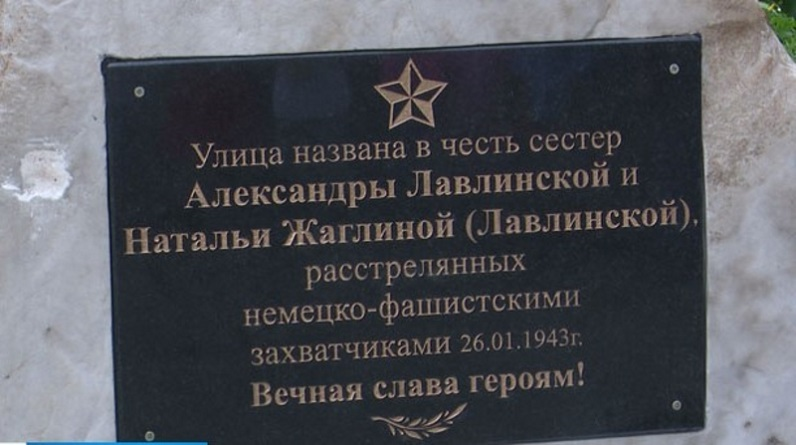 Улица названа в честь сестер
Александры Лавлинской и
Натальи Жаглиной (Лавлинской),
расстрелянных
немецко-фашистскими
захватчиками 26.01.1943г.
Вечная слава героям!